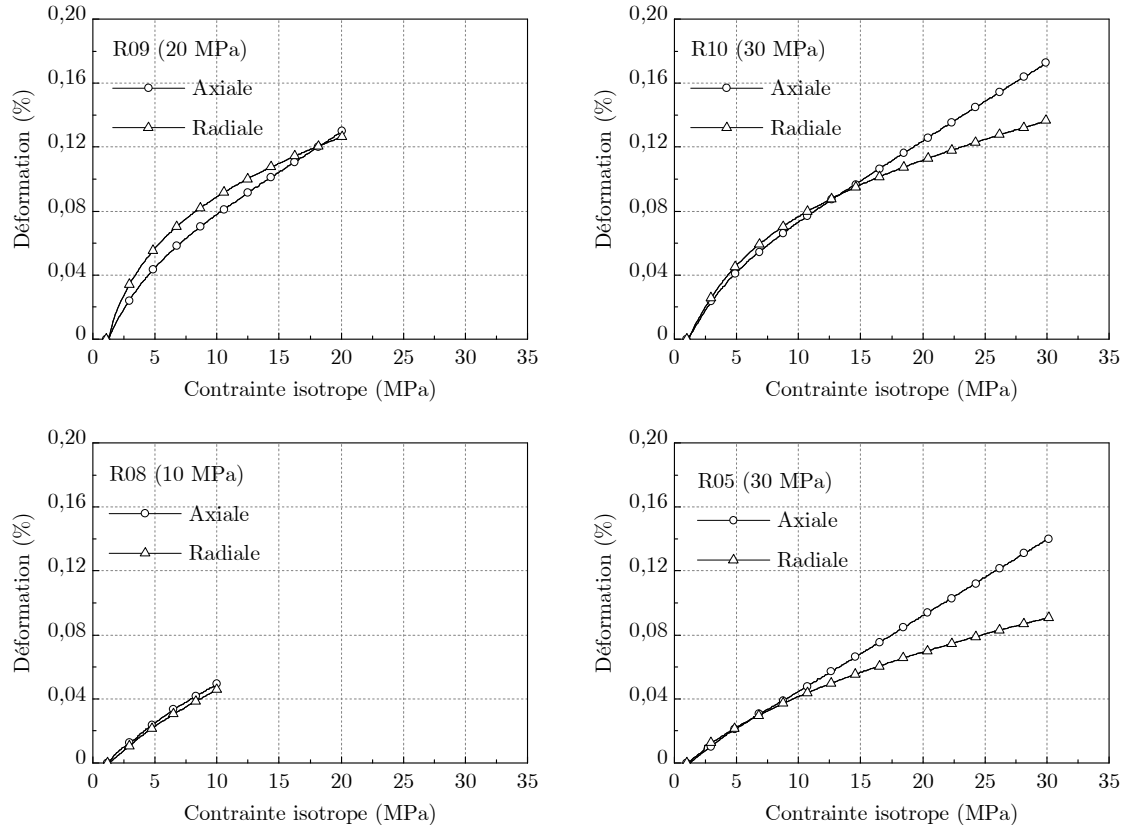 0,20
0,16
0,12
0,08
0,04
0
Déformation (%)
R09 (20 MPa)
Axiale
Radiale
0 5 10 15 20 25 30 35
Contrainte isotrope (MPa)
0,20
0,16
0,12
0,08
0,04
0
Déformation (%)
R10 (30 MPa)
Axiale
Radiale
0 5 10 15 20 25 30 35
Contrainte isotrope (MPa)
0,20
0,16
0,12
0,08
0,04
0
Déformation (%)
R08 (10 MPa)
Axiale
Radiale
0 5 10 15 20 25 30 35
Contrainte isotrope (MPa)
0,20
0,16
0,12
0,08
0,04
0
Déformation (%)
R05 (30 MPa)
Axiale
Radiale
0 5 10 15 20 25 30 35
Contrainte isotrope (MPa)